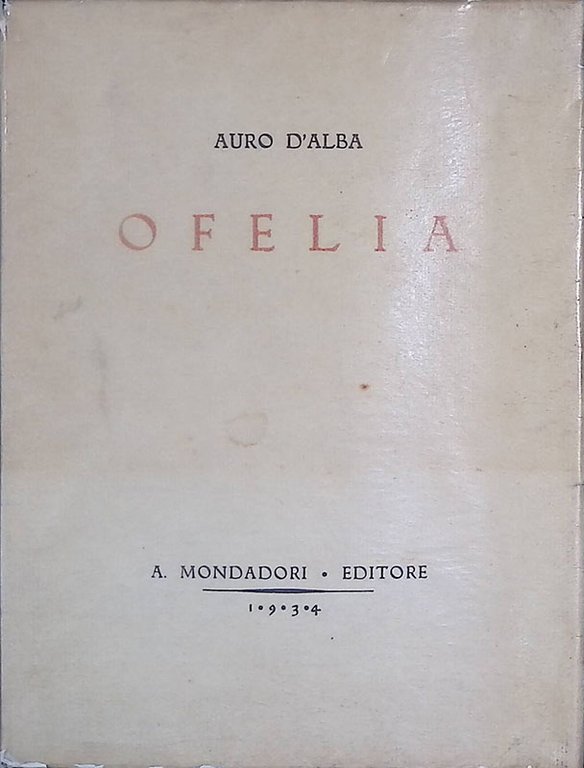 AURO D'ALBA
OFELIA
A. MONDADORI • EDITORE
1•9•3•4